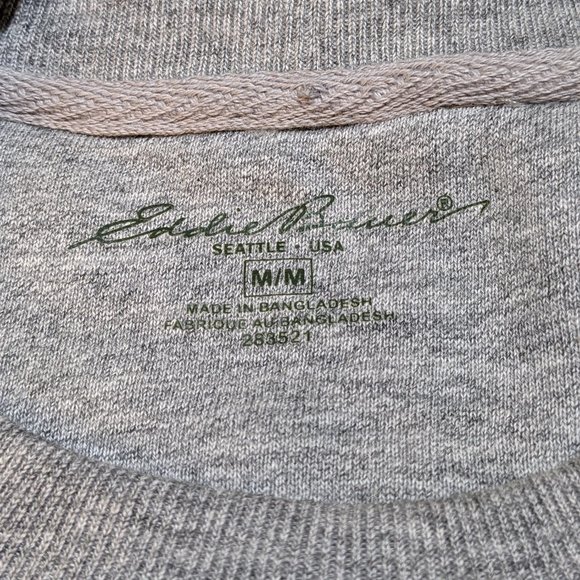 Eddie Bauer®
SEATTLE · USA
M/M
MADE IN BANGLADESH
FABRIQUE AU BANGLADESH
283521